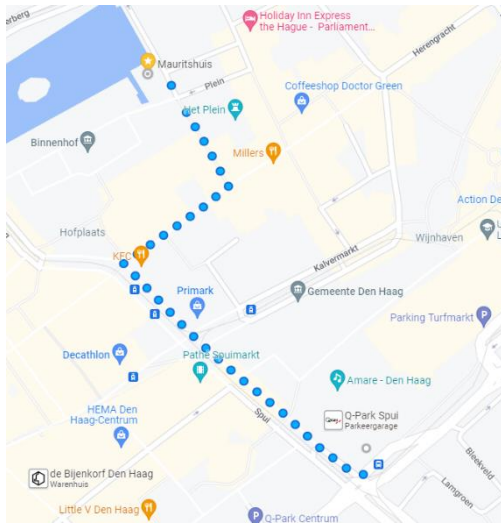 erberg
Holiday Inn Express
the Hague - Parliament...
Herengracht
Mauritshuis
Plein
Coffeeshop Doctor Green
Het Plein
Binnenhof
Millers
Action De
Hofplaats
Wijnhaven
KFC
Kalvermarkt
Primark
Gemeente Den Haag
Parking Turfmarkt
P
Decathlon
Pathé Spuimarkt
Amare - Den Haag
HEMA Den
Haag-Centrum
Spui
Q-Park Spui
Parkeergarage
de Bijenkorf Den Haag
Warenhuis
Bleekveld
Lamgroen
Little V Den Haag
P
Q-Park Centrum